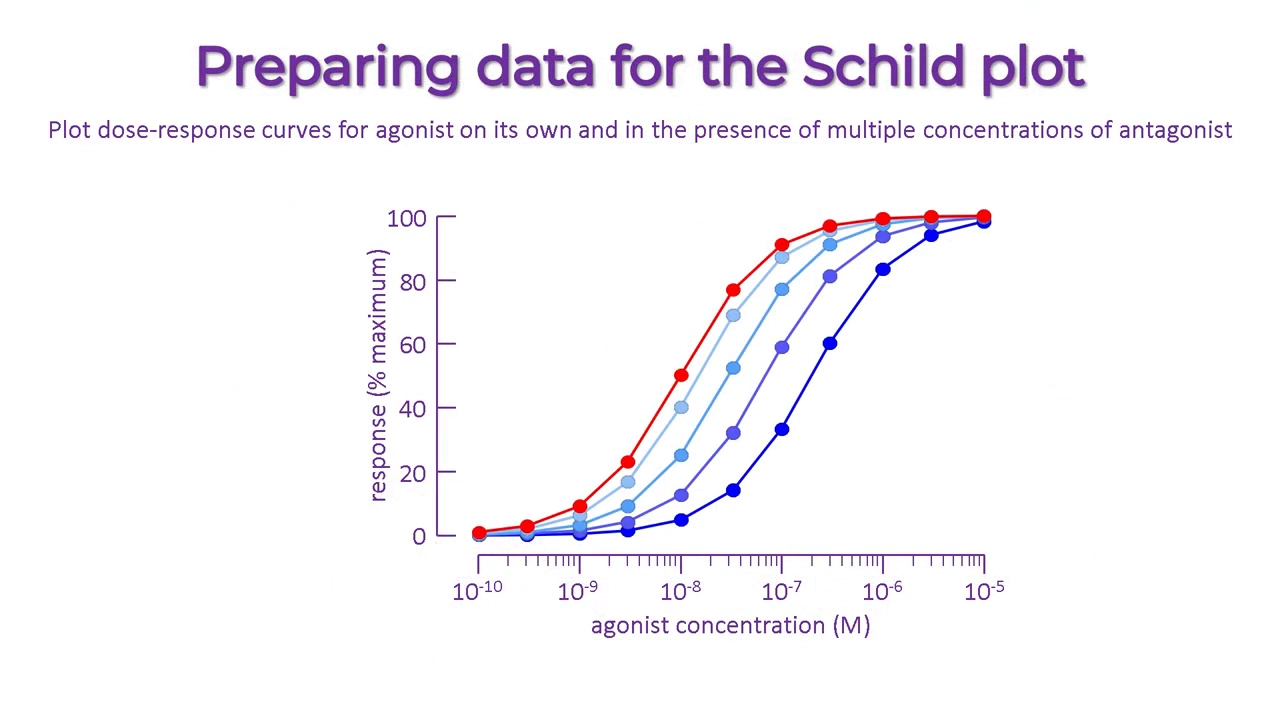 Preparing data for the Schild plot
Plot dose-response curves for agonist on its own and in the presence of multiple concentrations of antagonist
response (% maximum)
100
80
60
40
20
0
10-10 10-9 10-8 10-7 10-6 10-5
agonist concentration (M)